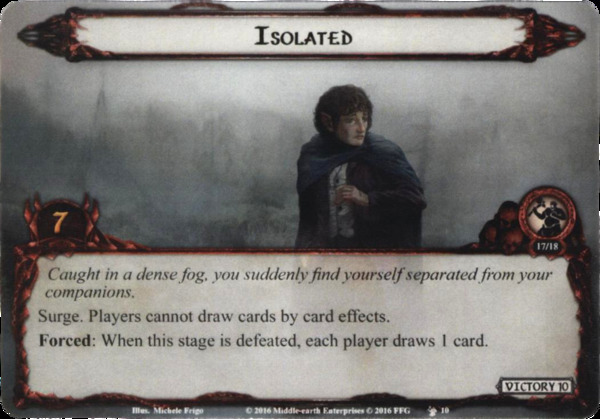 ISOLATED
7
17/18
Caught in a dense fog, you suddenly find yourself separated from your
companions.
Surge. Players cannot draw cards by card effects.
Forced: When this stage is defeated, each player draws 1 card.
VICTORY 10
Illus. Michele Frigo
© 2016 Middle-earth Enterprises © 2016 FFG
10